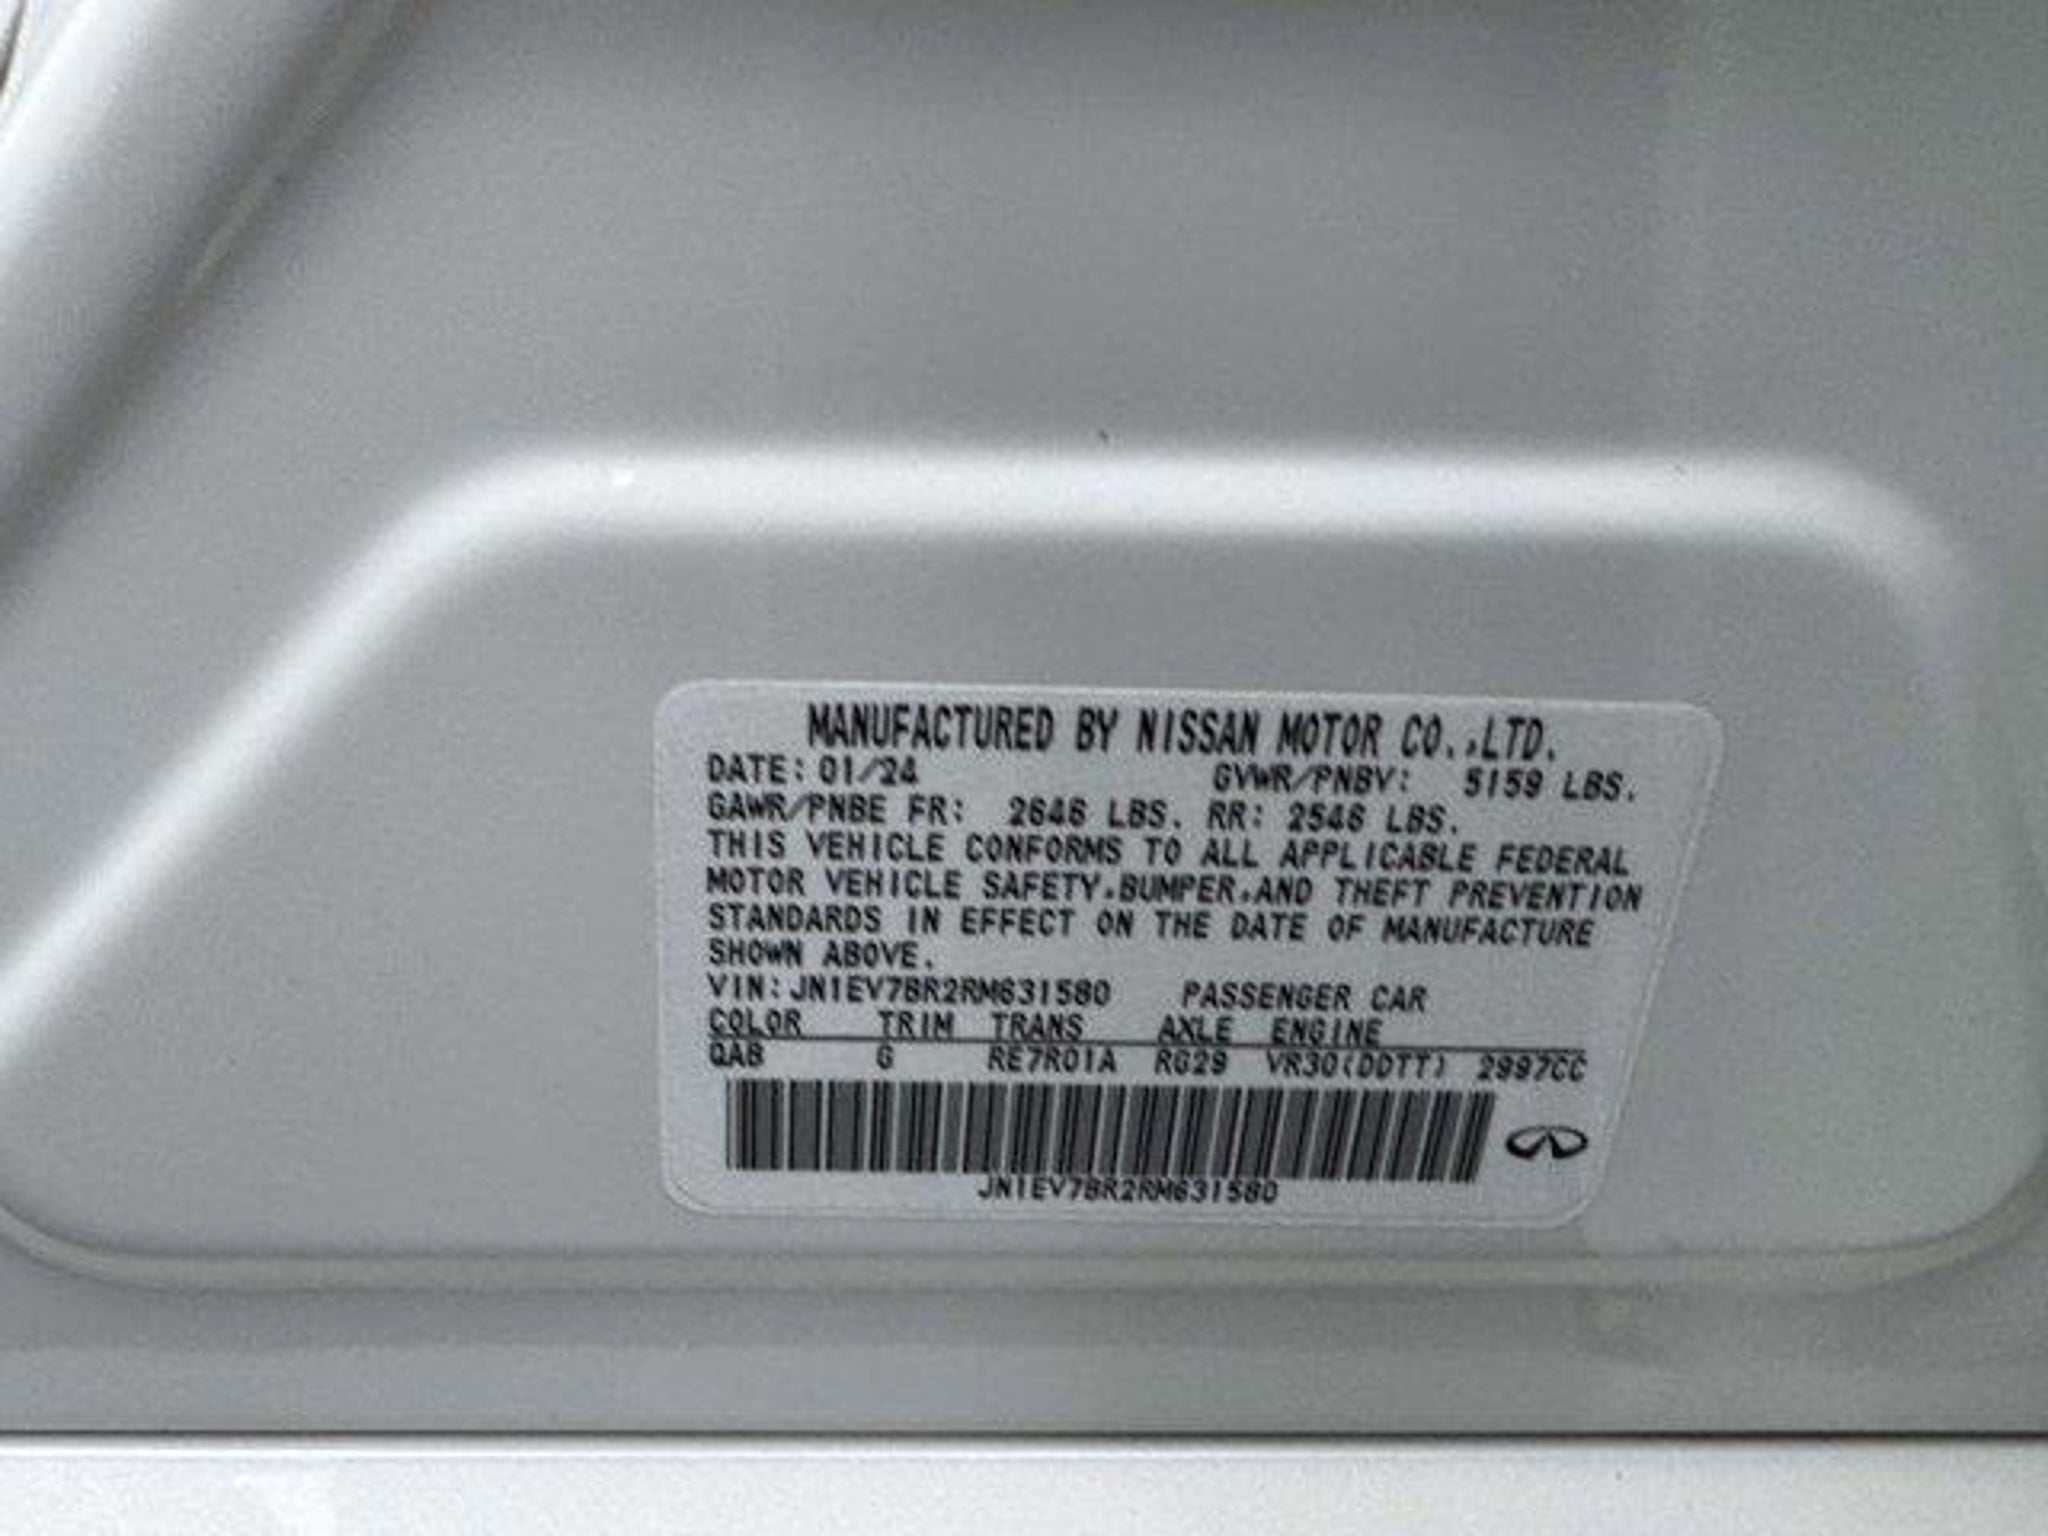 MANUFACTURED BY NISSAN MOTOR CO.,LTD.
DATE: 01/24 GVWR/PNBV: 5159 LBS.
GAWR/PNBE FR: 2646 LBS. RR: 2546 LBS.
THIS VEHICLE CONFORMS TO ALL APPLICABLE FEDERAL
MOTOR VEHICLE SAFETY,BUMPER,AND THEFT PREVENTION
STANDARDS IN EFFECT ON THE DATE OF MANUFACTURE
SHOWN ABOVE.
VIN: JN1EV7BR2RM631580 PASSENGER CAR
COLOR TRIM TRANS AXLE ENGINE
QAB G RE7R01A RG29 VR30(DDTT) 2997CC
JN1EV7BR2RM631580